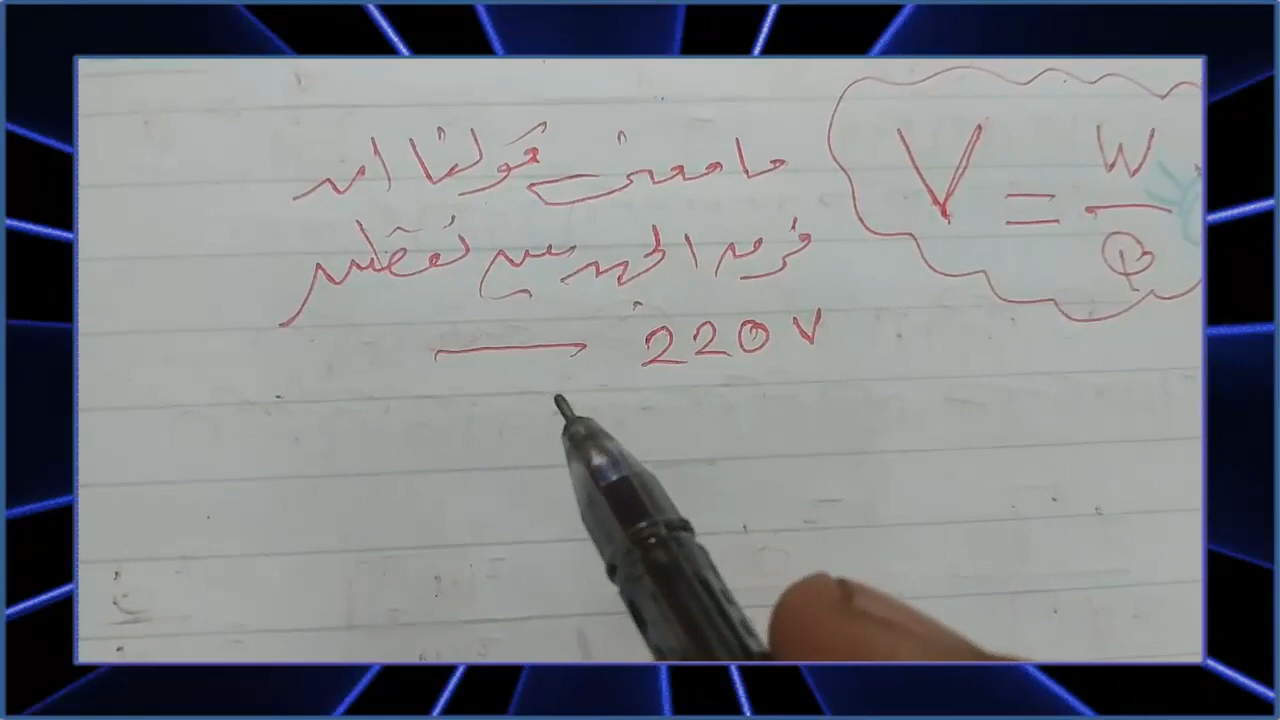 ما معنى قولنا ان
فرق الجهد بين نقطتين
220 V
V = W / Q